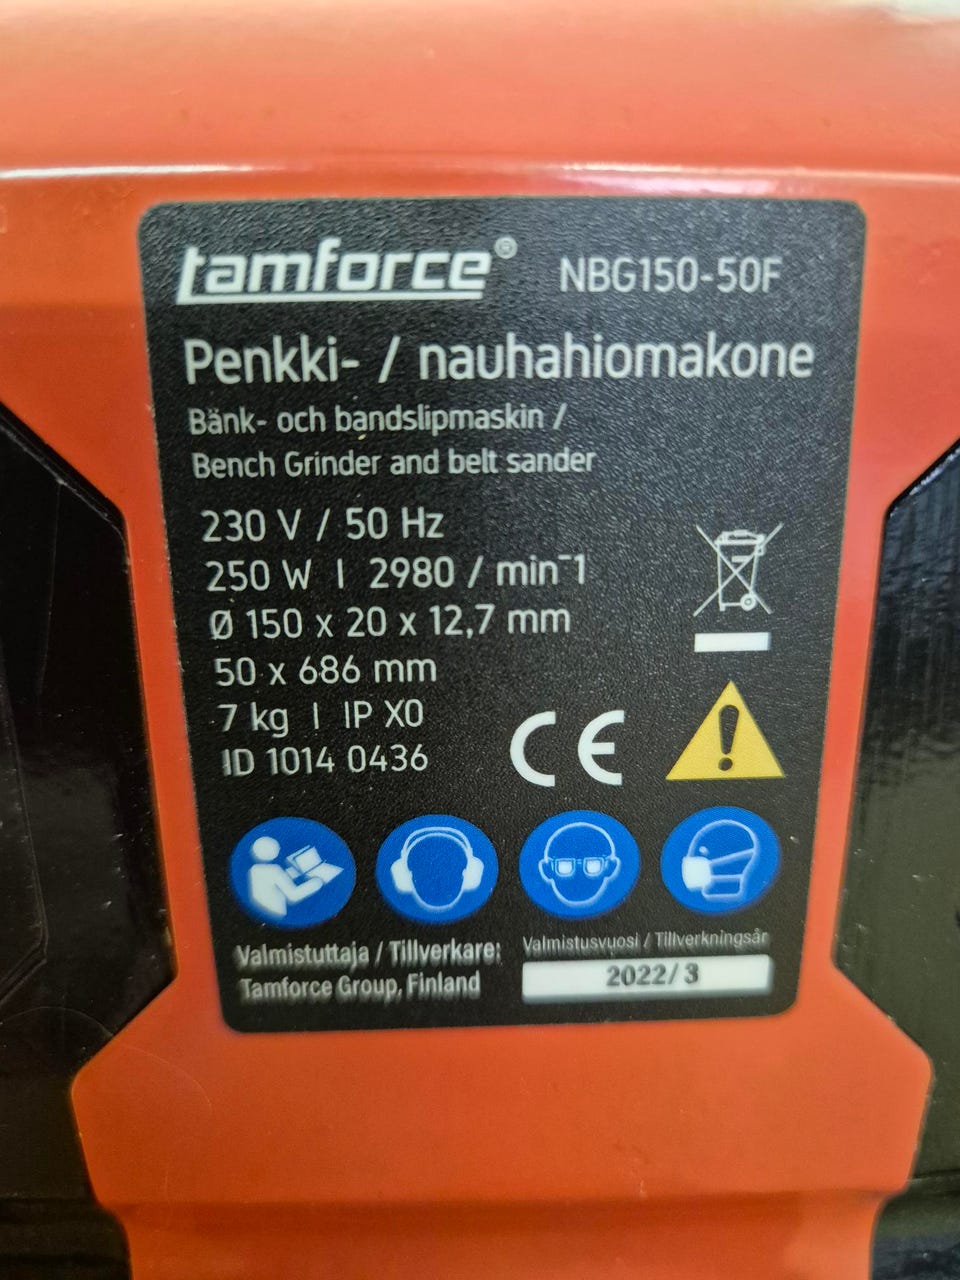 tamforce® NBG150-50F
Penkki- / nauhahiomakone
Bänk- och bandslipmaskin /
Bench Grinder and belt sander
230 V / 50 Hz
250 W | 2980 / min⁻1
Ø 150 x 20 x 12,7 mm
50 x 686 mm
7 kg | IP X0
ID 1014 0436
CE
Valmistuttaja / Tillverkare:
Tamforce Group, Finland
Valmistusvuosi / Tillverkningsår
2022/3